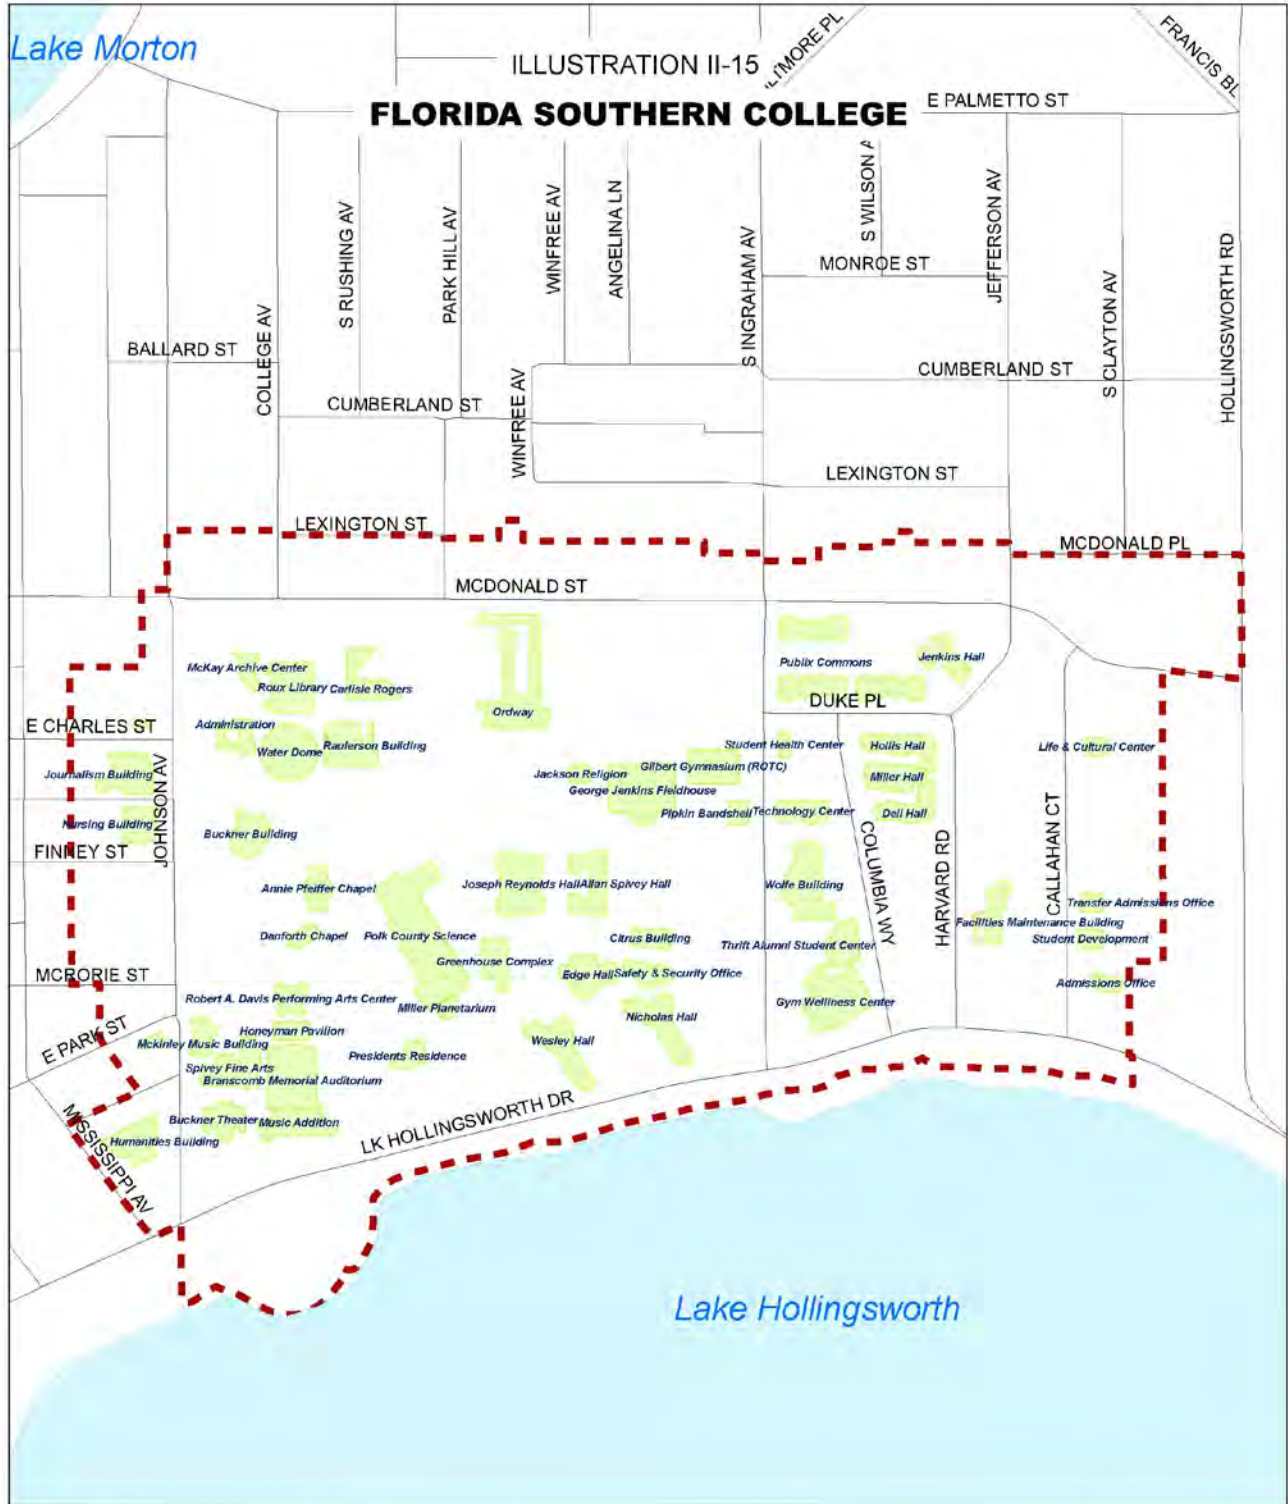 Lake Morton
ILLUSTRATION II-15
FLORIDA SOUTHERN COLLEGE
FRANCIS BL
E PALMETTO ST
S RUSHING AV
PARK HILL AV
WINFREE AV
ANGELINA LN
S INGRAHAM AV
S WILSON A
JEFFERSON AV
MONROE ST
S CLAYTON AV
HOLLINGSWORTH RD
COLLEGE AV
BALLARD ST
CUMBERLAND ST
CUMBERLAND ST
WINFREE AV
LEXINGTON ST
LEXINGTON ST
MCDONALD PL
MCDONALD ST
McKay Archive Center
Roux Library
Carlisle Rogers
Publix Commons
Jenkins Hall
DUKE PL
Ordway
E CHARLES ST
Administration
Water Dome
Raulerson Building
Student Health Center
Hollis Hall
Life & Cultural Center
Journalism Building
JOHNSON AV
Jackson Religion
Gilbert Gymnasium (ROTC)
George Jenkins Fieldhouse
Miller Hall
Pipkin Bandshell
Technology Center
Dell Hall
Nursing Building
Buckner Building
FINNEY ST
COLUMBIA WY
HARVARD RD
CALLAHAN CT
Annie Pfeiffer Chapel
Joseph Reynolds Hall
Allan Spivey Hall
Wolfe Building
Transfer Admissions Office
Facilities Maintenance Building
Student Development
Danforth Chapel
Polk County Science
Citrus Building
Thrift Alumni Student Center
Greenhouse Complex
Edge Hall
Safety & Security Office
Admissions Office
MCRORIE ST
Robert A. Davis Performing Arts Center
Miller Planetarium
Gym Wellness Center
Nicholas Hall
E PARK ST
Honeyman Pavilion
Mckinley Music Building
Wesley Hall
Presidents Residence
Spivey Fine Arts
Branscomb Memorial Auditorium
MISSISSIPPI AV
Buckner Theater
Music Addition
Humanities Building
LK HOLLINGSWORTH DR
Lake Hollingsworth